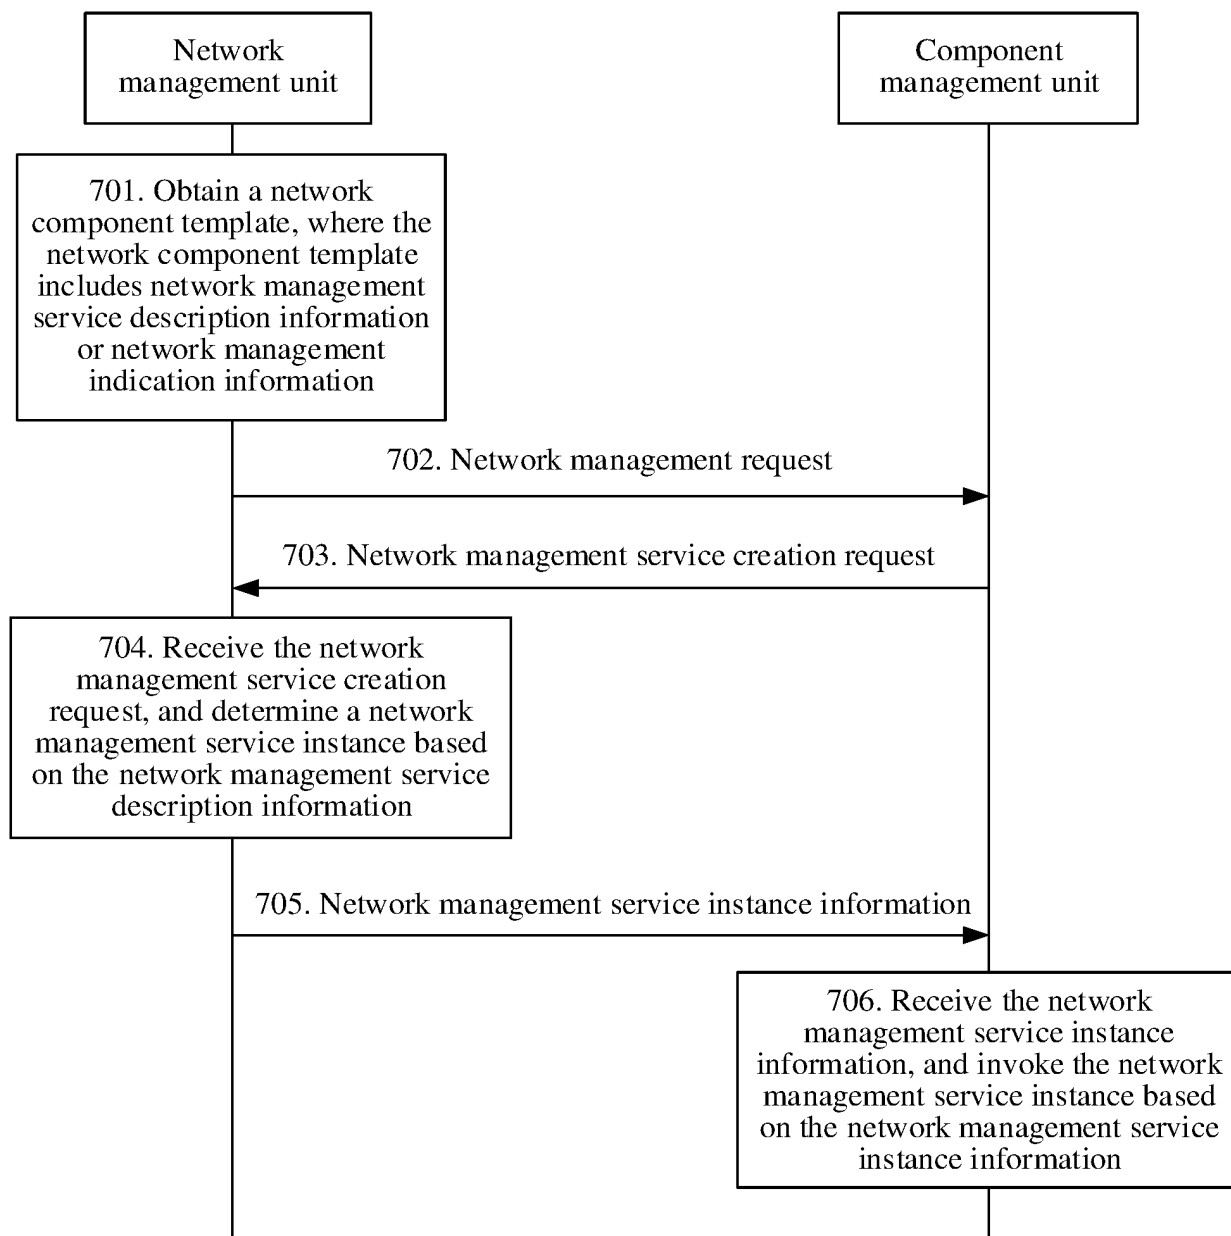 Network
management unit
Component
management unit
701. Obtain a network
component template, where the
network component template
includes network management
service description information
or network management
indication information
702. Network management request
703. Network management service creation request
704. Receive the network
management service creation
request, and determine a network
management service instance based
on the network management service
description information
705. Network management service instance information
706. Receive the network
management service instance
information, and invoke the network
management service instance based
on the network management service
instance information